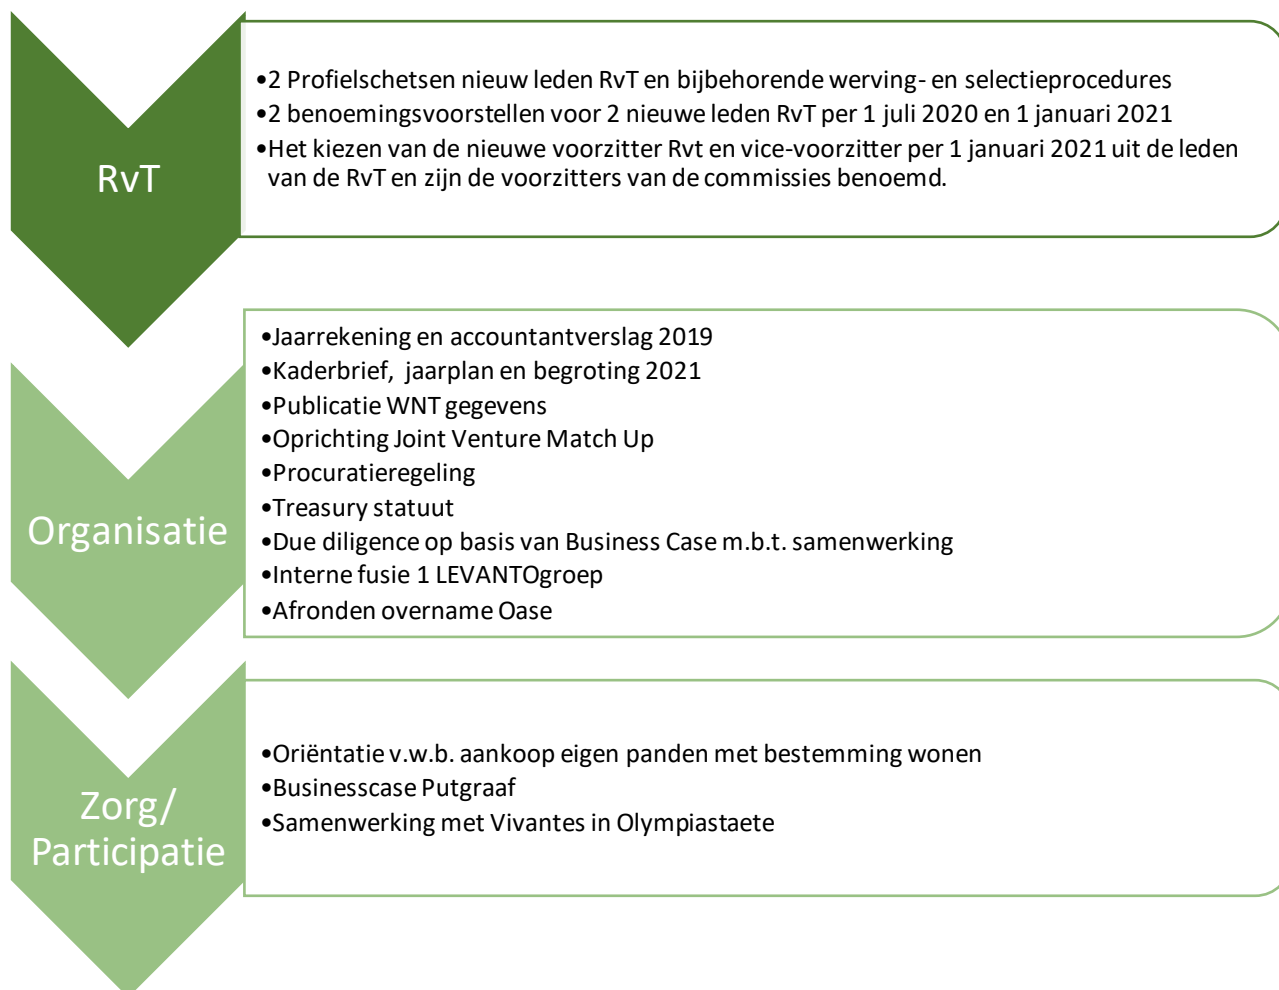 RvT
•2 Profielschetsen nieuw leden RvT en bijbehorende werving- en selectieprocedures
•2 benoemingsvoorstellen voor 2 nieuwe leden RvT per 1 juli 2020 en 1 januari 2021
•Het kiezen van de nieuwe voorzitter Rvt en vice-voorzitter per 1 januari 2021 uit de leden
van de RvT en zijn de voorzitters van de commissies benoemd.
Organisatie
•Jaarrekening en accountantverslag 2019
•Kaderbrief, jaarplan en begroting 2021
•Publicatie WNT gegevens
•Oprichting Joint Venture Match Up
•Procuratieregeling
•Treasury statuut
•Due diligence op basis van Business Case m.b.t. samenwerking
•Interne fusie 1 LEVANTOgroep
•Afronden overname Oase
Zorg/
Participatie
•Oriëntatie v.w.b. aankoop eigen panden met bestemming wonen
•Businesscase Putgraaf
•Samenwerking met Vivantes in Olympiastaete